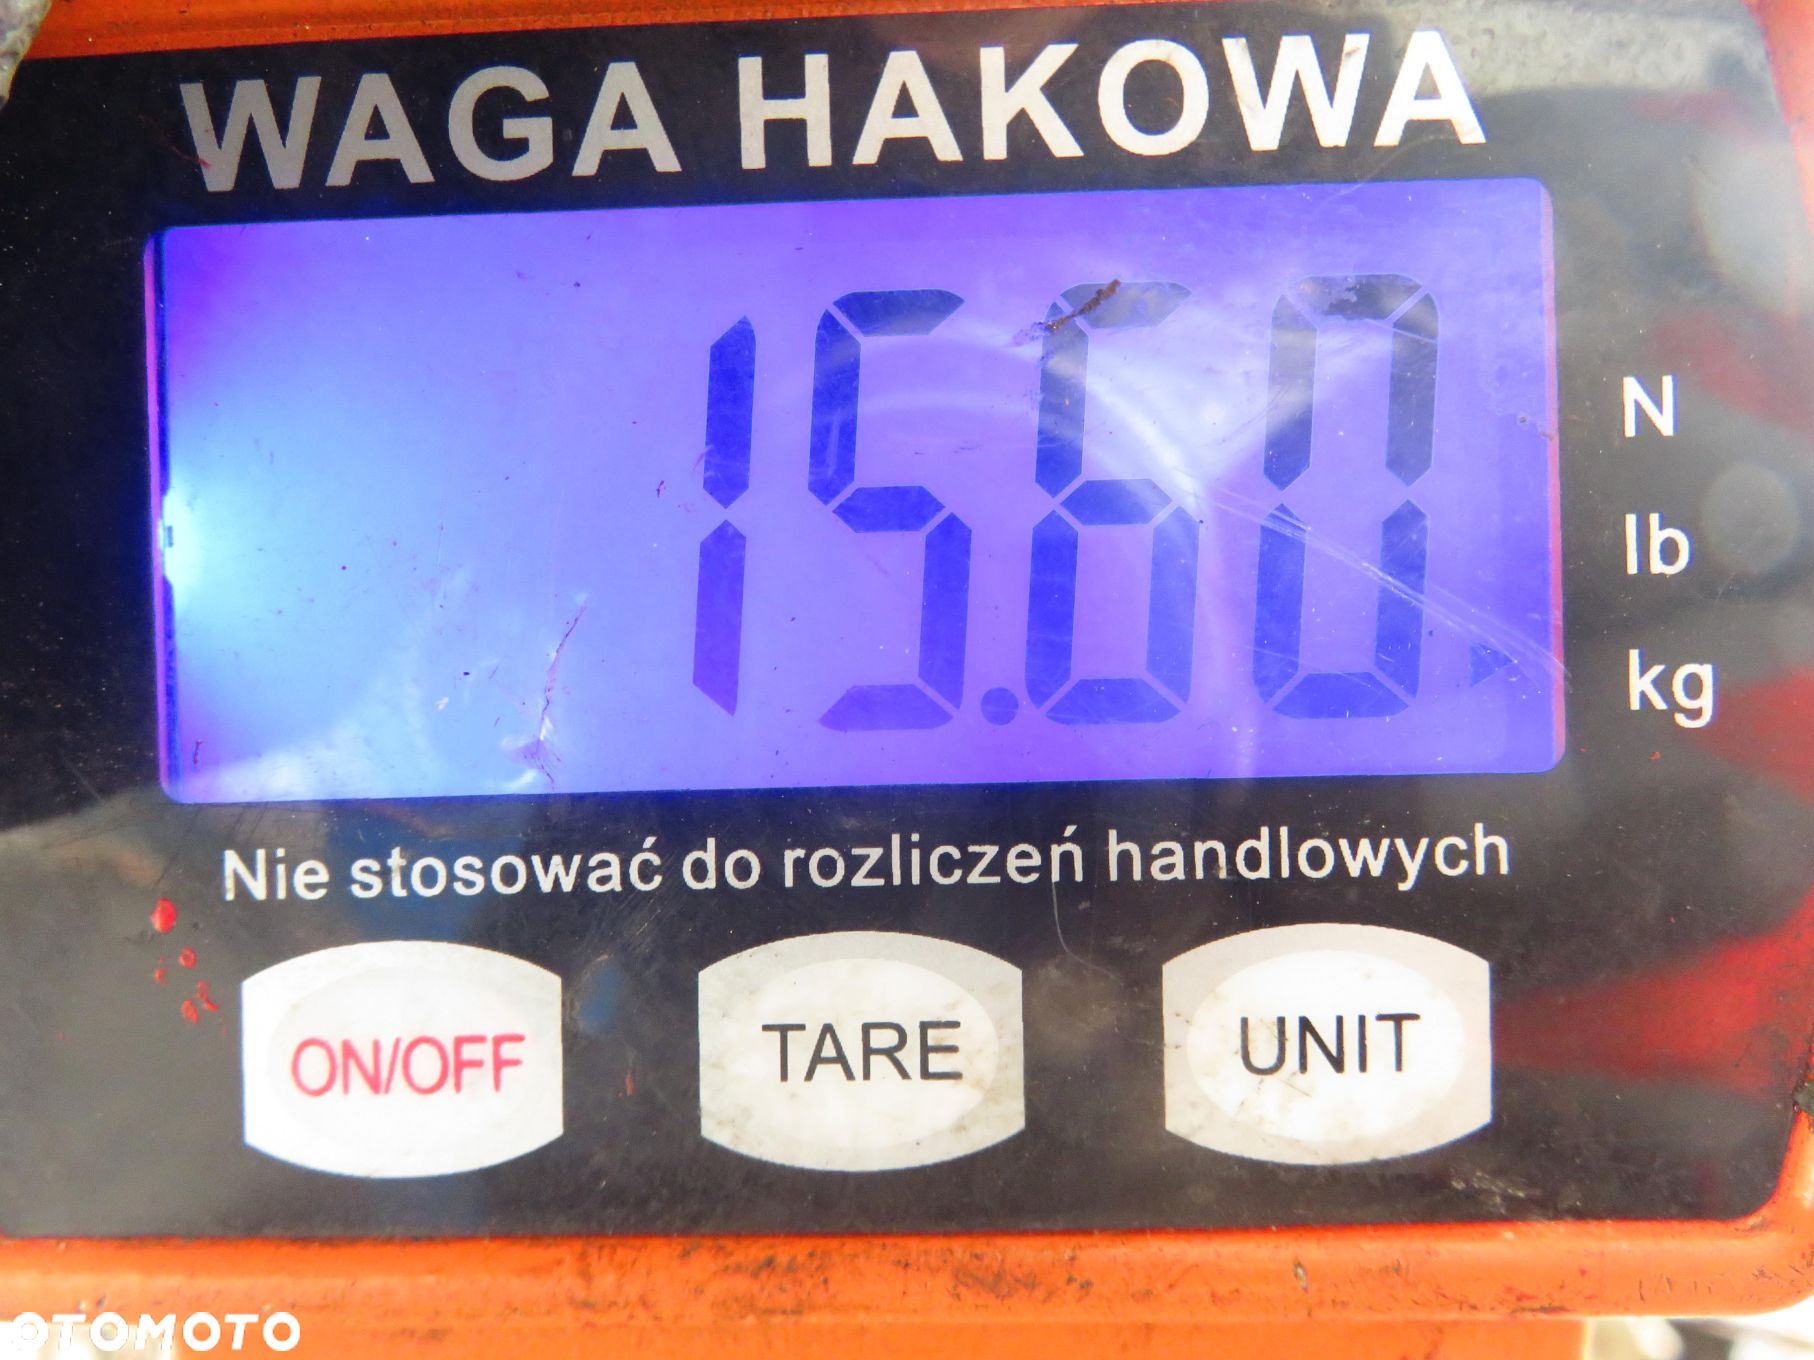 WAGA HAKOWA
15.60
N
lb
kg
Nie stosować do rozliczeń handlowych
ON/OFF
TARE
UNIT
OTOMOTO